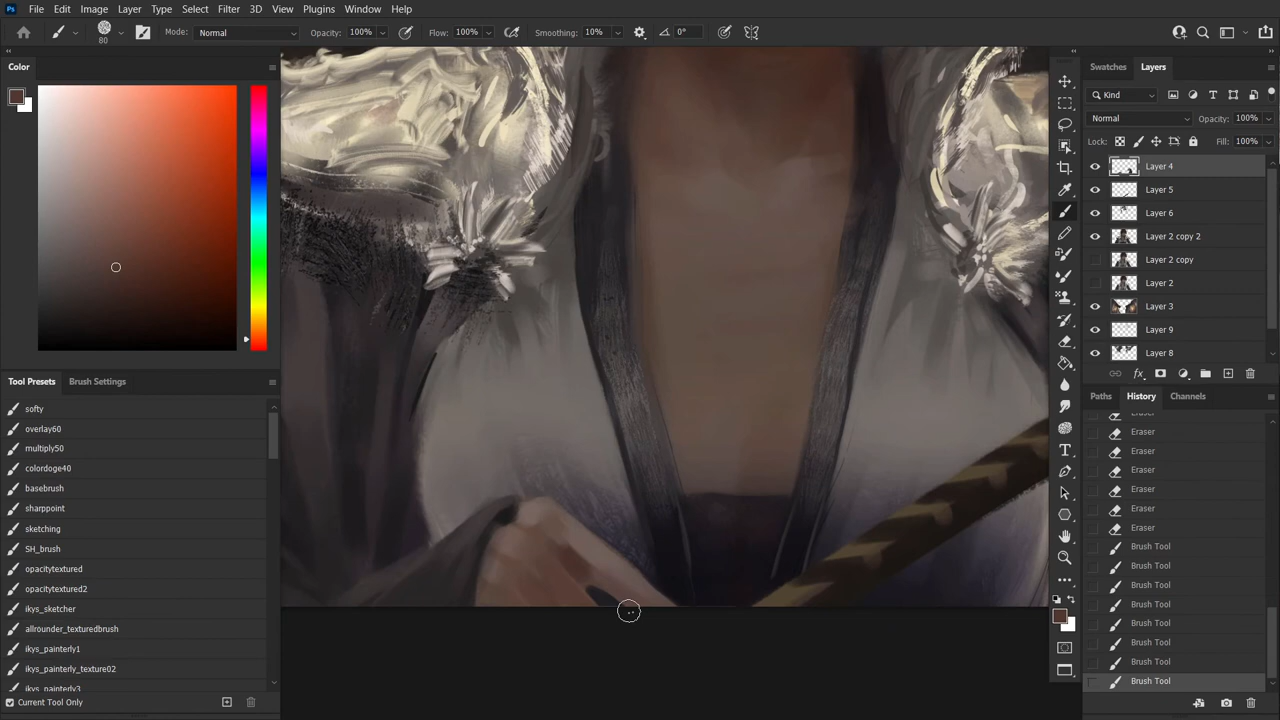 Ps File Edit Image Layer Type Select Filter 3D View Plugins Window Help
80 Mode: Normal Opacity: 100% Flow: 100% Smoothing: 10% 0°
Color
Swatches Layers
Kind
Normal Opacity: 100%
Lock: Fill: 100%
Layer 4
Layer 5
Layer 6
Layer 2 copy 2
Layer 2 copy
Layer 2
Layer 3
Layer 9
Layer 8
fx
Tool Presets Brush Settings
softy
overlay60
multiply50
colordoge40
basebrush
sharppoint
sketching
SH_brush
opacitytextured
opacitytextured2
ikys_sketcher
allrounder_texturedbrush
ikys_painterly1
ikys_painterly_texture02
ikys_painterly3
Current Tool Only
Paths History Channels
Eraser
Eraser
Eraser
Eraser
Eraser
Eraser
Eraser
Brush Tool
Brush Tool
Brush Tool
Brush Tool
Brush Tool
Brush Tool
Brush Tool
Brush Tool